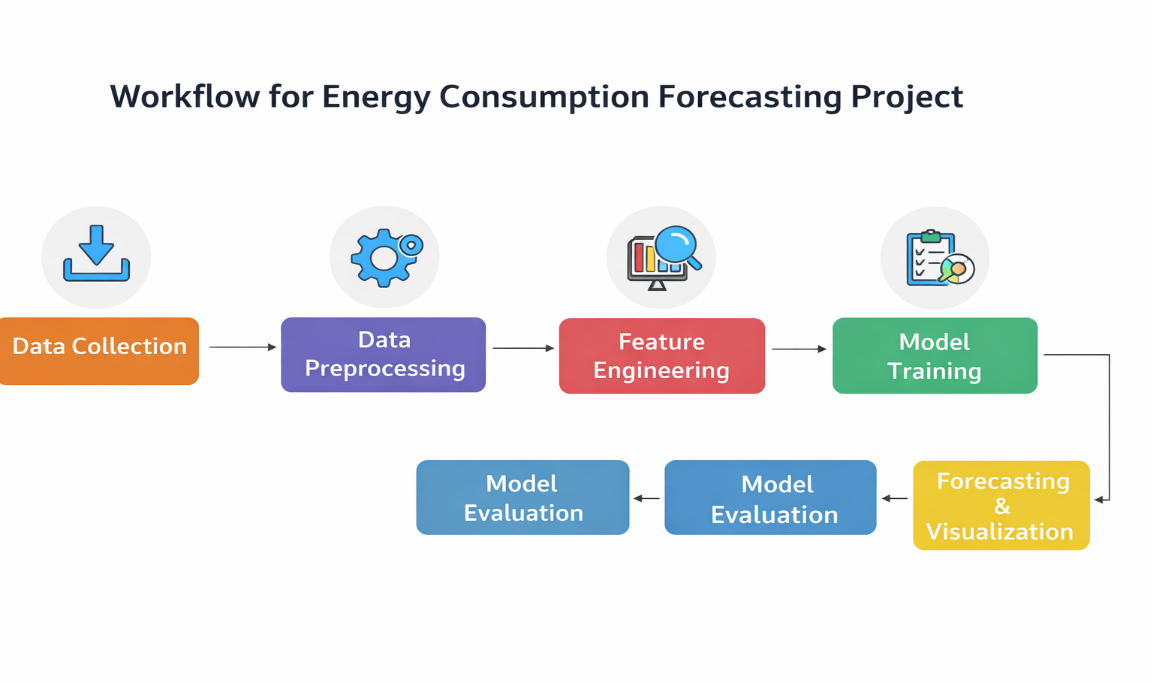 Workflow for Energy Consumption Forecasting Project
Data Collection
Data
Preprocessing
Feature
Engineering
Model
Training
Model
Evaluation
Model
Evaluation
Forecasting
&
Visualization